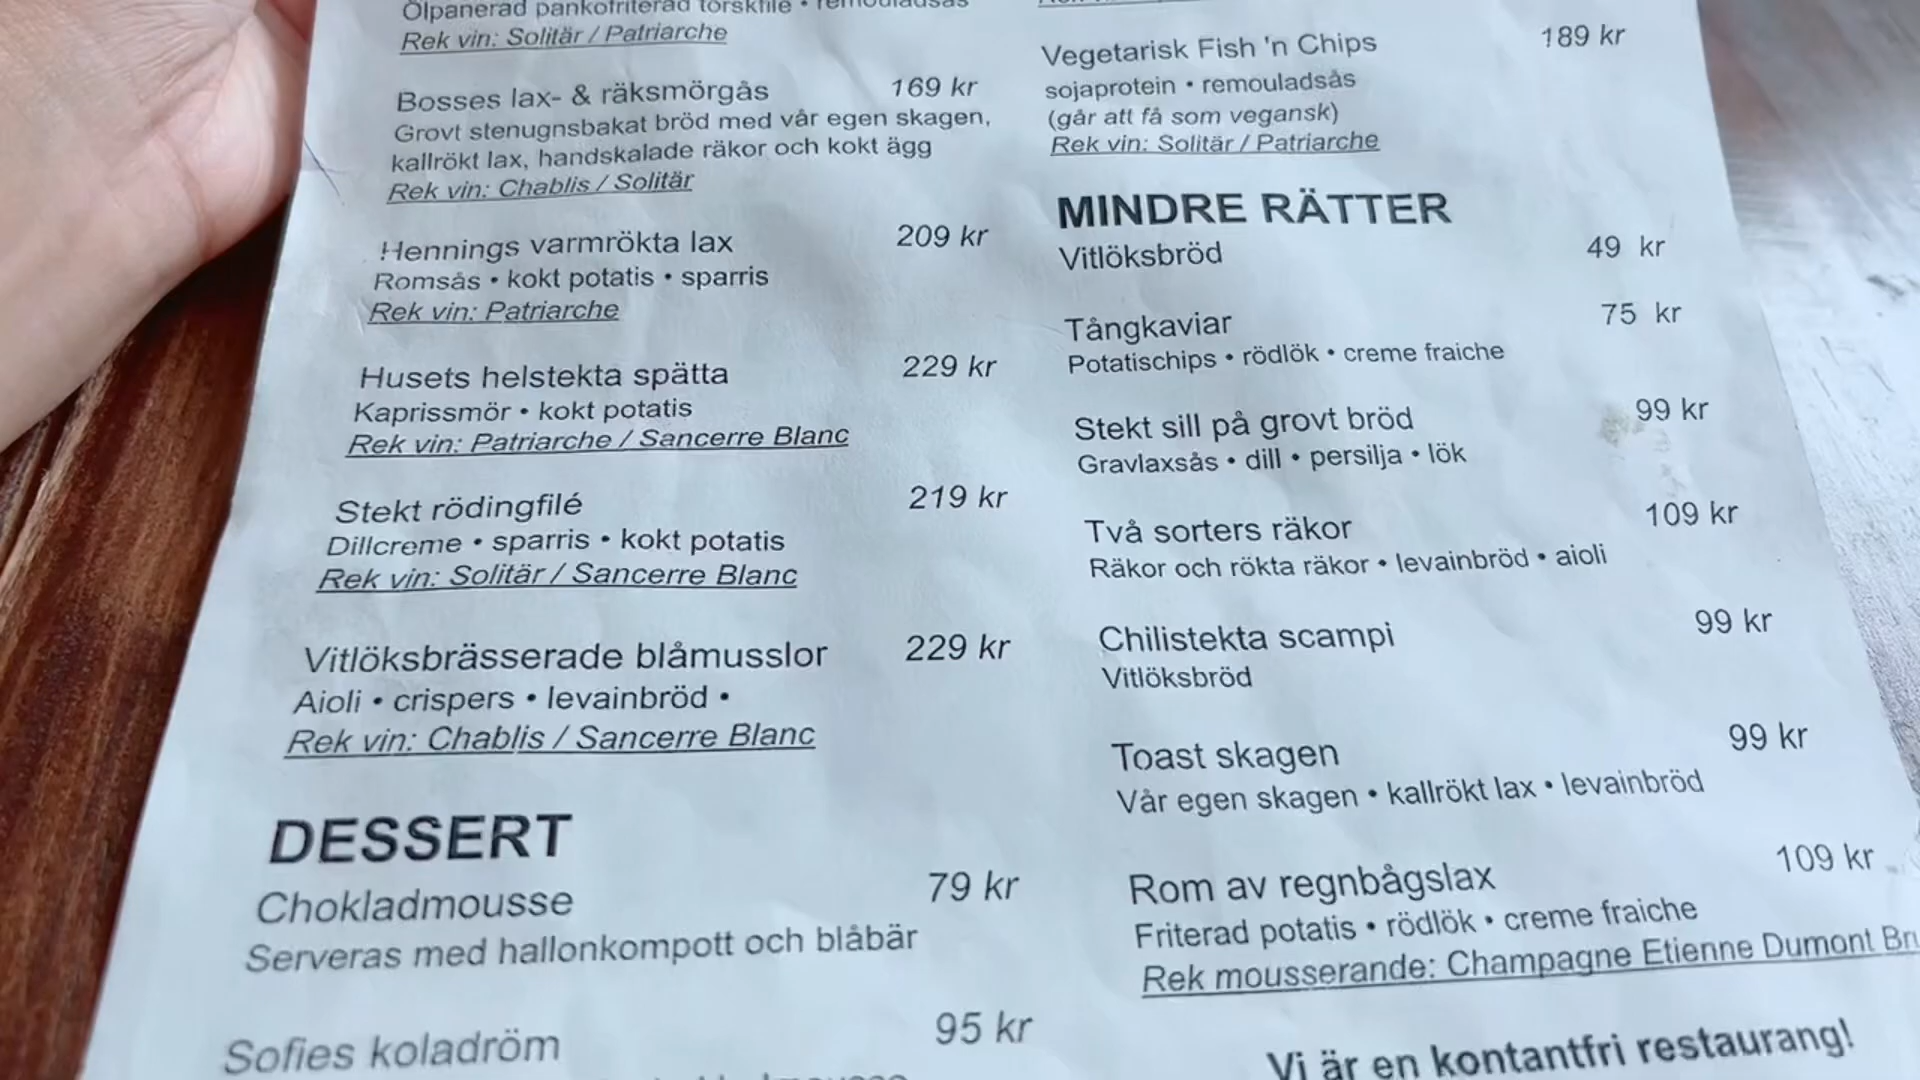 Ölpanerad pankofriterad torskfilé • remouladsås
Rek vin: Solitär / Patriarche
Bosses lax- & räksmörgås 169 kr
Grovt stenugnsbakat bröd med vår egen skagen,
kallrökt lax, handskalade räkor och kokt ägg
Rek vin: Chablis / Solitär
Hennings varmrökta lax 209 kr
Romsås • kokt potatis • sparris
Rek vin: Patriarche
Husets helstekta spätta 229 kr
Kaprissmör • kokt potatis
Rek vin: Patriarche / Sancerre Blanc
Stekt rödingfilé 219 kr
Dillcreme • sparris • kokt potatis
Rek vin: Solitär / Sancerre Blanc
Vitlöksbrässerade blåmusslor 229 kr
Aioli • crispers • levainbröd •
Rek vin: Chablis / Sancerre Blanc
DESSERT
Chokladmousse 79 kr
Serveras med hallonkompott och blåbär
Sofies koladröm 95 kr
Vegetarisk Fish 'n Chips 189 kr
sojaprotein • remouladsås
(går att få som vegansk)
Rek vin: Solitär / Patriarche
MINDRE RÄTTER
Vitlöksbröd 49 kr
Tångkaviar 75 kr
Potatischips • rödlök • creme fraiche
Stekt sill på grovt bröd 99 kr
Gravlaxsås • dill • persilja • lök
Två sorters räkor 109 kr
Räkor och rökta räkor • levainbröd • aioli
Chilistekta scampi 99 kr
Vitlöksbröd
Toast skagen 99 kr
Vår egen skagen • kallrökt lax • levainbröd
Rom av regnbågslax 109 kr
Friterad potatis • rödlök • creme fraiche
Rek mousserande: Champagne Etienne Dumont Bru
Vi är en kontantfri restaurang!